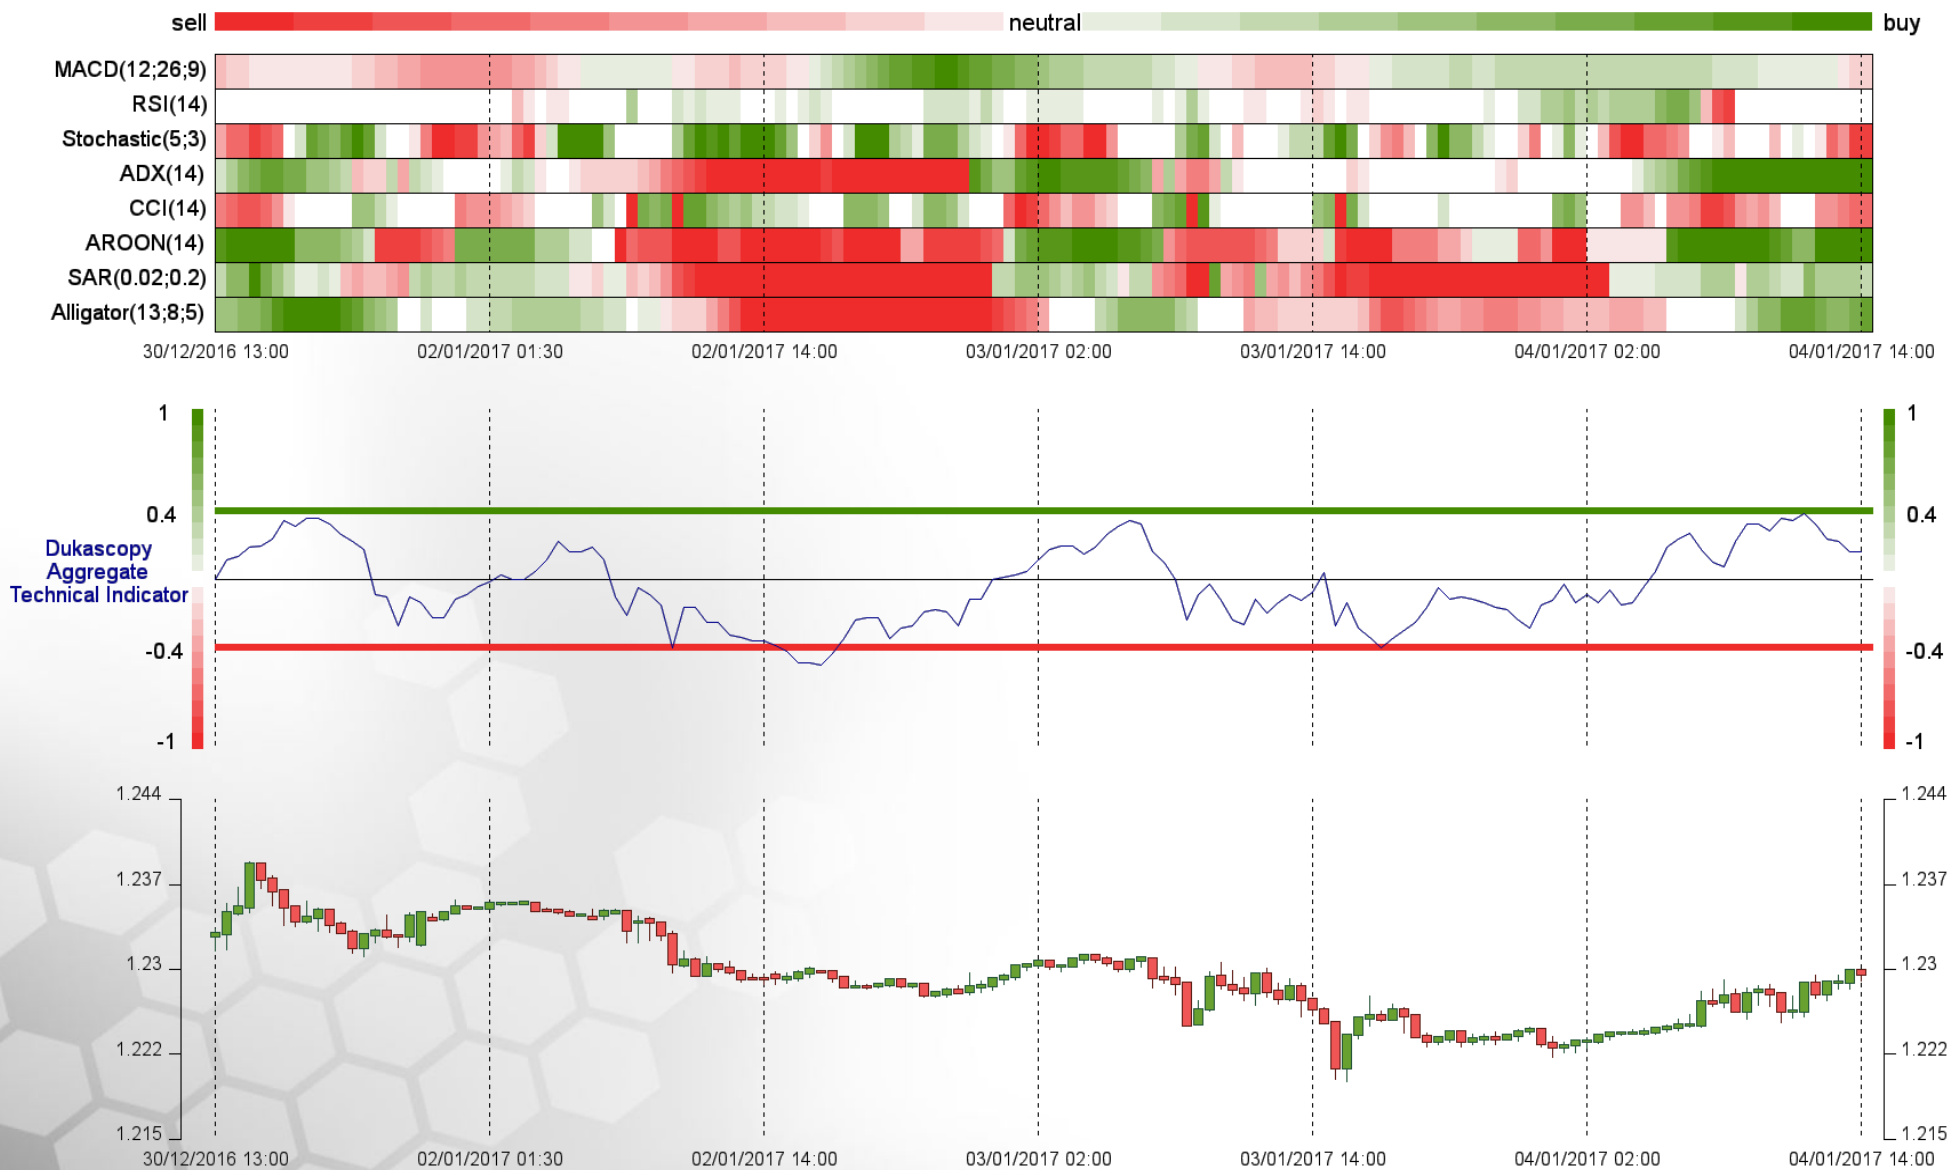 sell neutral buy
MACD(12;26;9)
RSI(14)
Stochastic(5;3)
ADX(14)
CCI(14)
AROON(14)
SAR(0.02;0.2)
Alligator(13;8;5)
30/12/2016 13:00 02/01/2017 01:30 02/01/2017 14:00 03/01/2017 02:00 03/01/2017 14:00 04/01/2017 02:00 04/01/2017 14:00
1 1
0.4 0.4
Dukascopy
Aggregate
Technical Indicator
-0.4 -0.4
-1 -1
1.244 1.244
1.237 1.237
1.23 1.23
1.222 1.222
1.215 1.215
30/12/2016 13:00 02/01/2017 01:30 02/01/2017 14:00 03/01/2017 02:00 03/01/2017 14:00 04/01/2017 02:00 04/01/2017 14:00